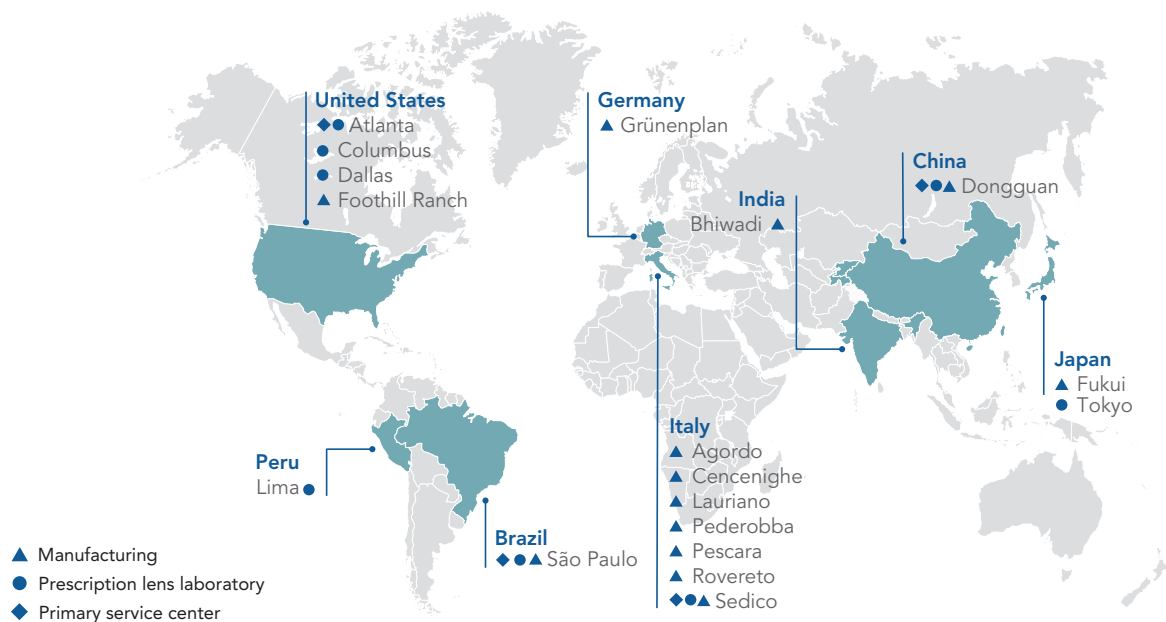 United States
Atlanta
Columbus
Dallas
Foothill Ranch
Germany
Grünenplan
India
Bhiwadi
China
Dongguan
Japan
Fukui
Tokyo
Italy
Agordo
Cencenighe
Lauriano
Pederobba
Pescara
Rovereto
Sedico
Peru
Lima
Brazil
São Paulo
Manufacturing
Prescription lens laboratory
Primary service center